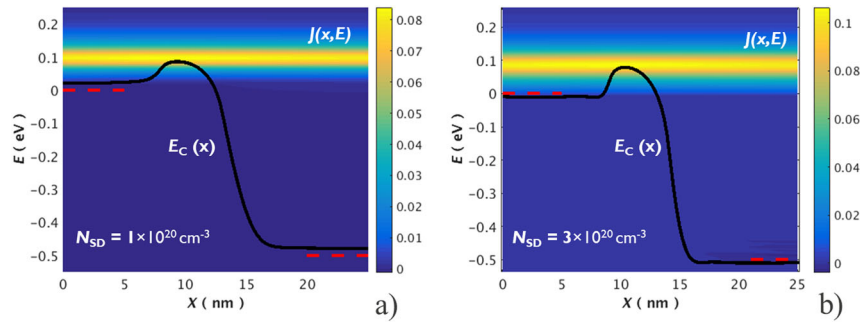 0.2
0.1
0
-0.1
-0.2
-0.3
-0.4
-0.5
E ( eV )
0 5 10 15 20 25
X ( nm )
J(x,E)
E_C (x)
N_SD = 1×10^20 cm^-3
0.08
0.07
0.06
0.05
0.04
0.03
0.02
0.01
0
a)
0.2
0.1
0
-0.1
-0.2
-0.3
-0.4
-0.5
E ( eV )
0 5 10 15 20 25
X ( nm )
J(x,E)
E_C (x)
N_SD = 3×10^20 cm^-3
0.1
0.08
0.06
0.04
0.02
0
b)